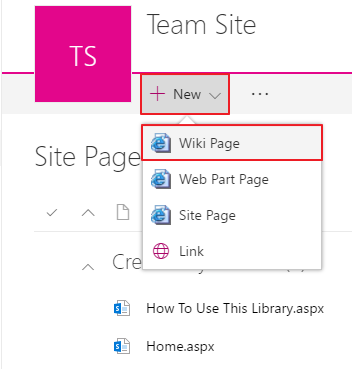 TS
Team Site
+ New
...
Wiki Page
Site Page
Web Part Page
Site Page
Link
Cre
How To Use This Library.aspx
Home.aspx